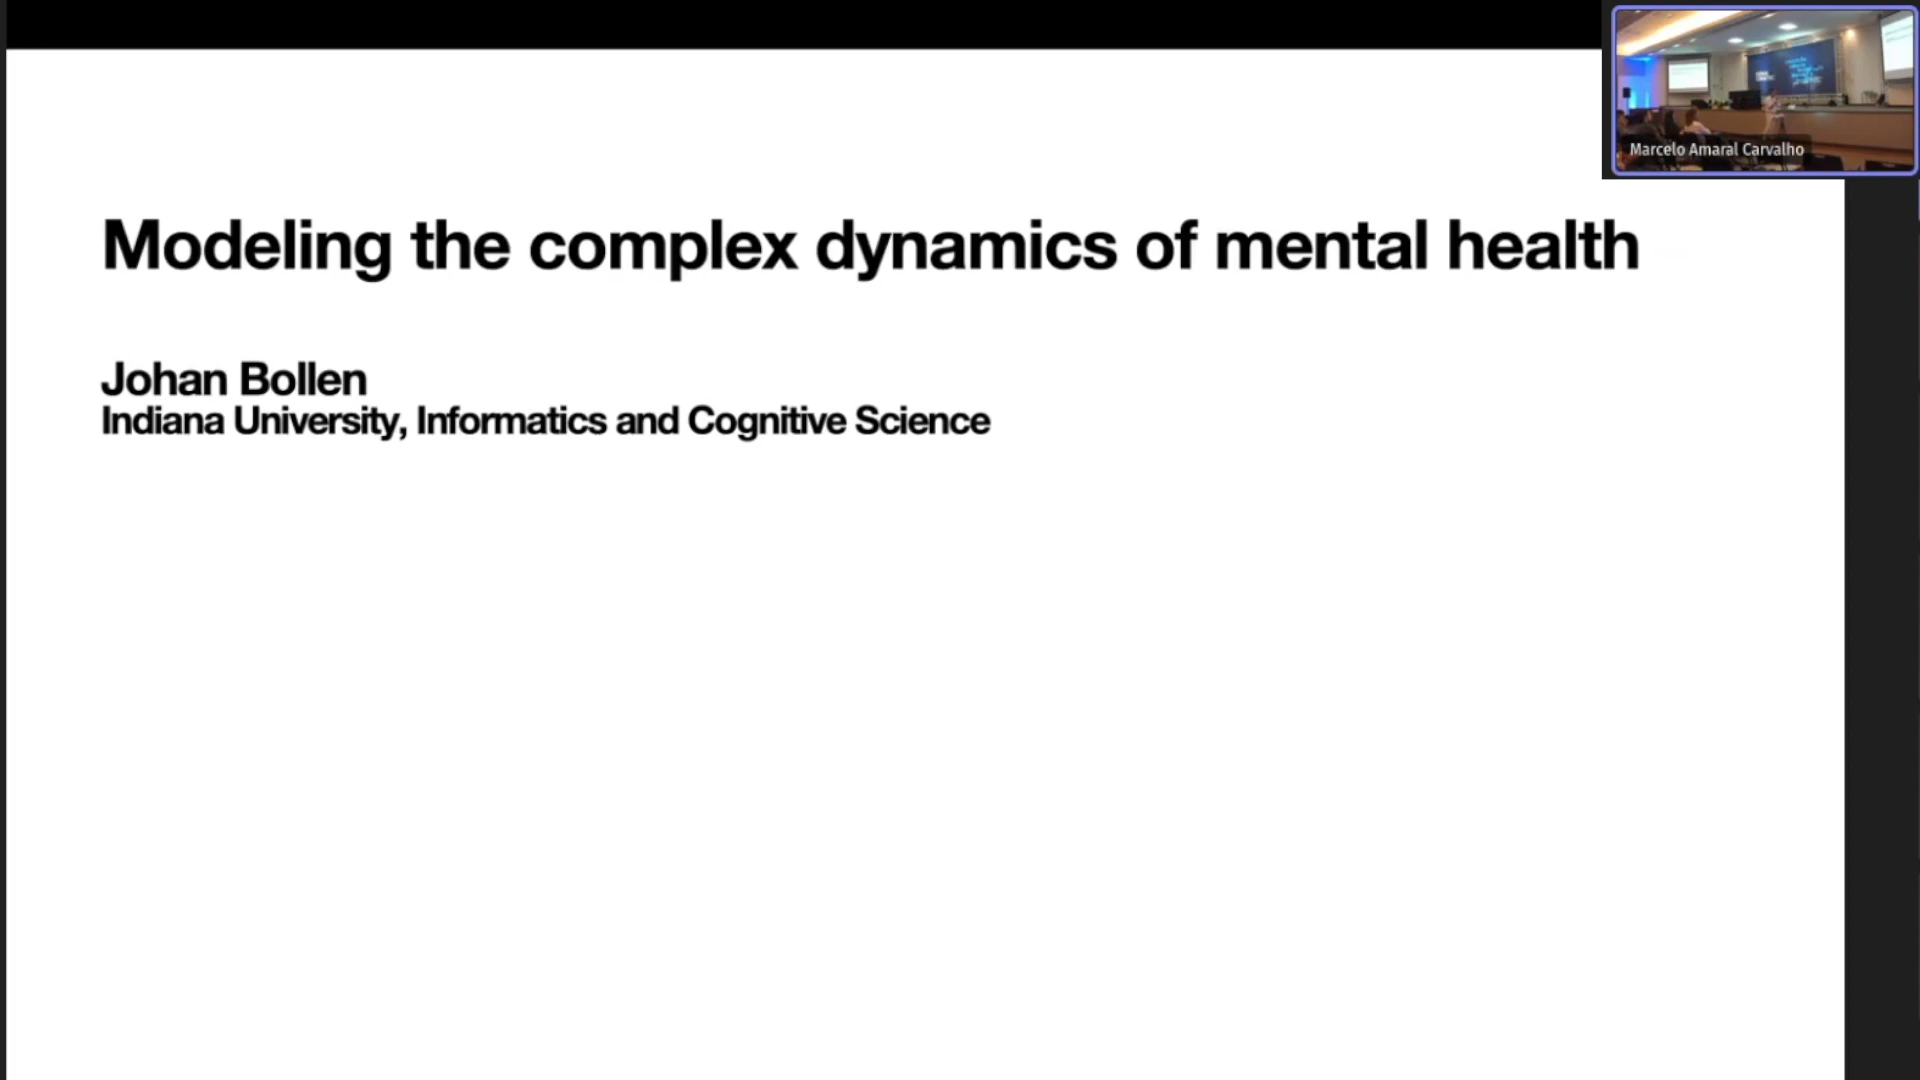 Modeling the complex dynamics of mental health
Johan Bollen
Indiana University, Informatics and Cognitive Science
Marcelo Amaral Carvalho